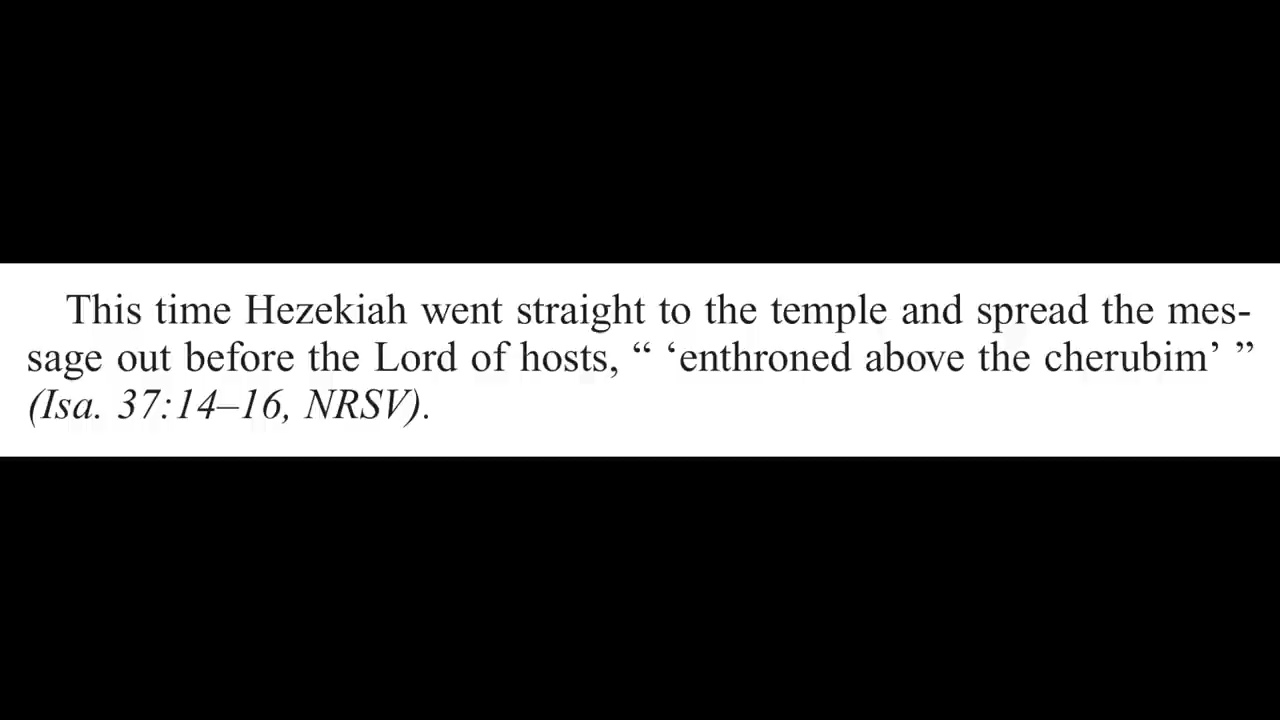 This time Hezekiah went straight to the temple and spread the mes-
sage out before the Lord of hosts, “ ‘enthroned above the cherubim’ ”
(Isa. 37:14–16, NRSV).